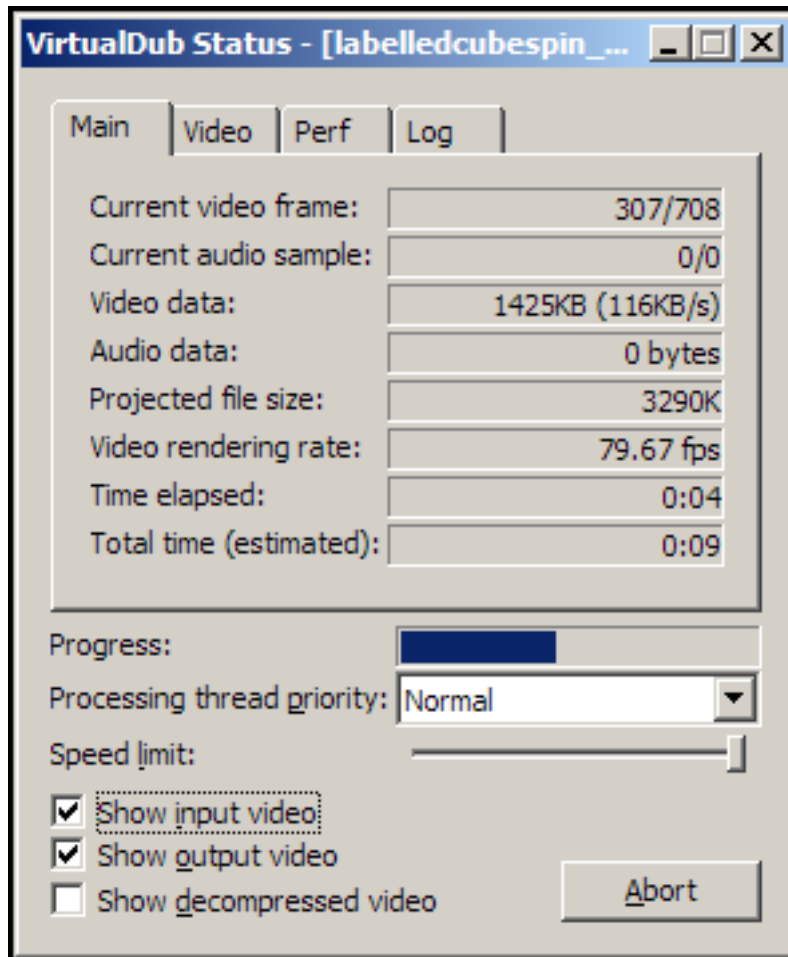 VirtualDub Status - [labelledcubespin_...
Main Video Perf Log
Current video frame: 307/708
Current audio sample: 0/0
Video data: 1425KB (116KB/s)
Audio data: 0 bytes
Projected file size: 3290K
Video rendering rate: 79.67 fps
Time elapsed: 0:04
Total time (estimated): 0:09
Progress:
Processing thread priority: Normal
Speed limit:
Show input video
Show output video
Show decompressed video
Abort